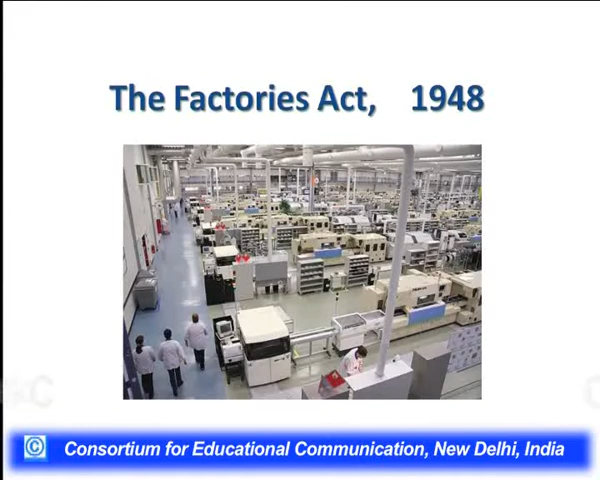 The Factories Act, 1948
© Consortium for Educational Communication, New Delhi, India